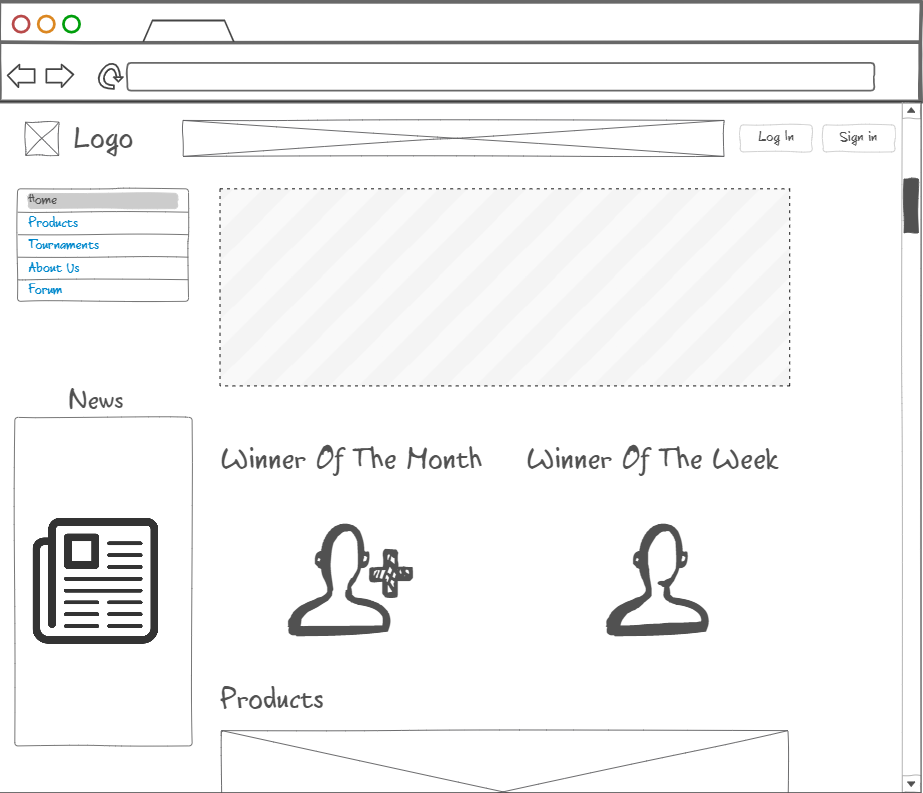 Logo
Log In
Sign in
Home
Products
Tournaments
About Us
Forum
News
Winner Of The Month
Winner Of The Week
Products